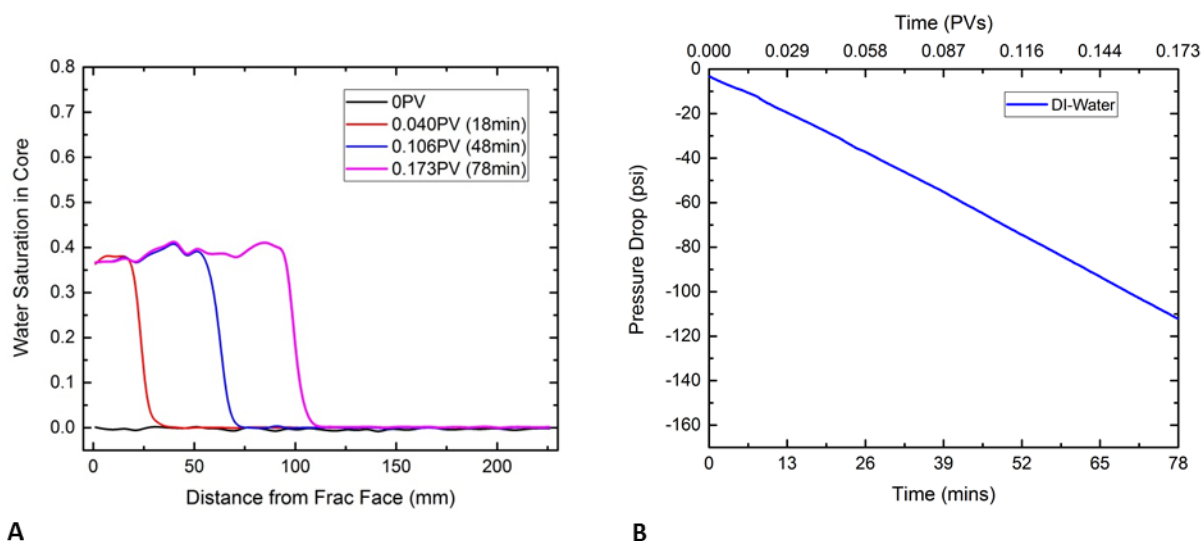 0.8
0.7
0.6
0.5
0.4
0.3
0.2
0.1
0.0
Water Saturation in Core
0PV
0.040PV (18min)
0.106PV (48min)
0.173PV (78min)
0 50 100 150 200
Distance from Frac Face (mm)
A
Time (PVs)
0.000 0.029 0.058 0.087 0.116 0.144 0.173
0
-20
-40
-60
-80
-100
-120
-140
-160
Pressure Drop (psi)
DI-Water
0 13 26 39 52 65 78
Time (mins)
B